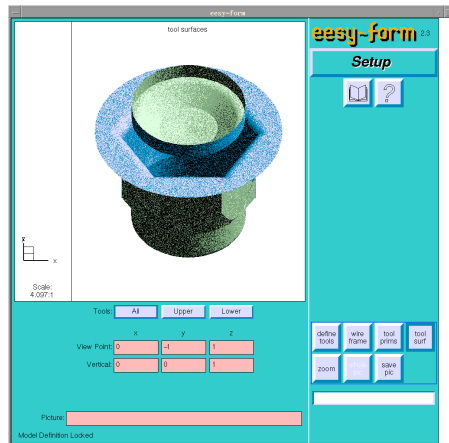 eesy-form
tool surfaces
y
x
Scale:
4.097:1
Tools: All Upper Lower
x y z
View Point: 0 -1 1
Vertical: 0 0 1
Picture:
Model Definition Locked
eesy-form 2.3
Setup
?
define tools
wire frame
tool prims
tool surf
zoom
save pic